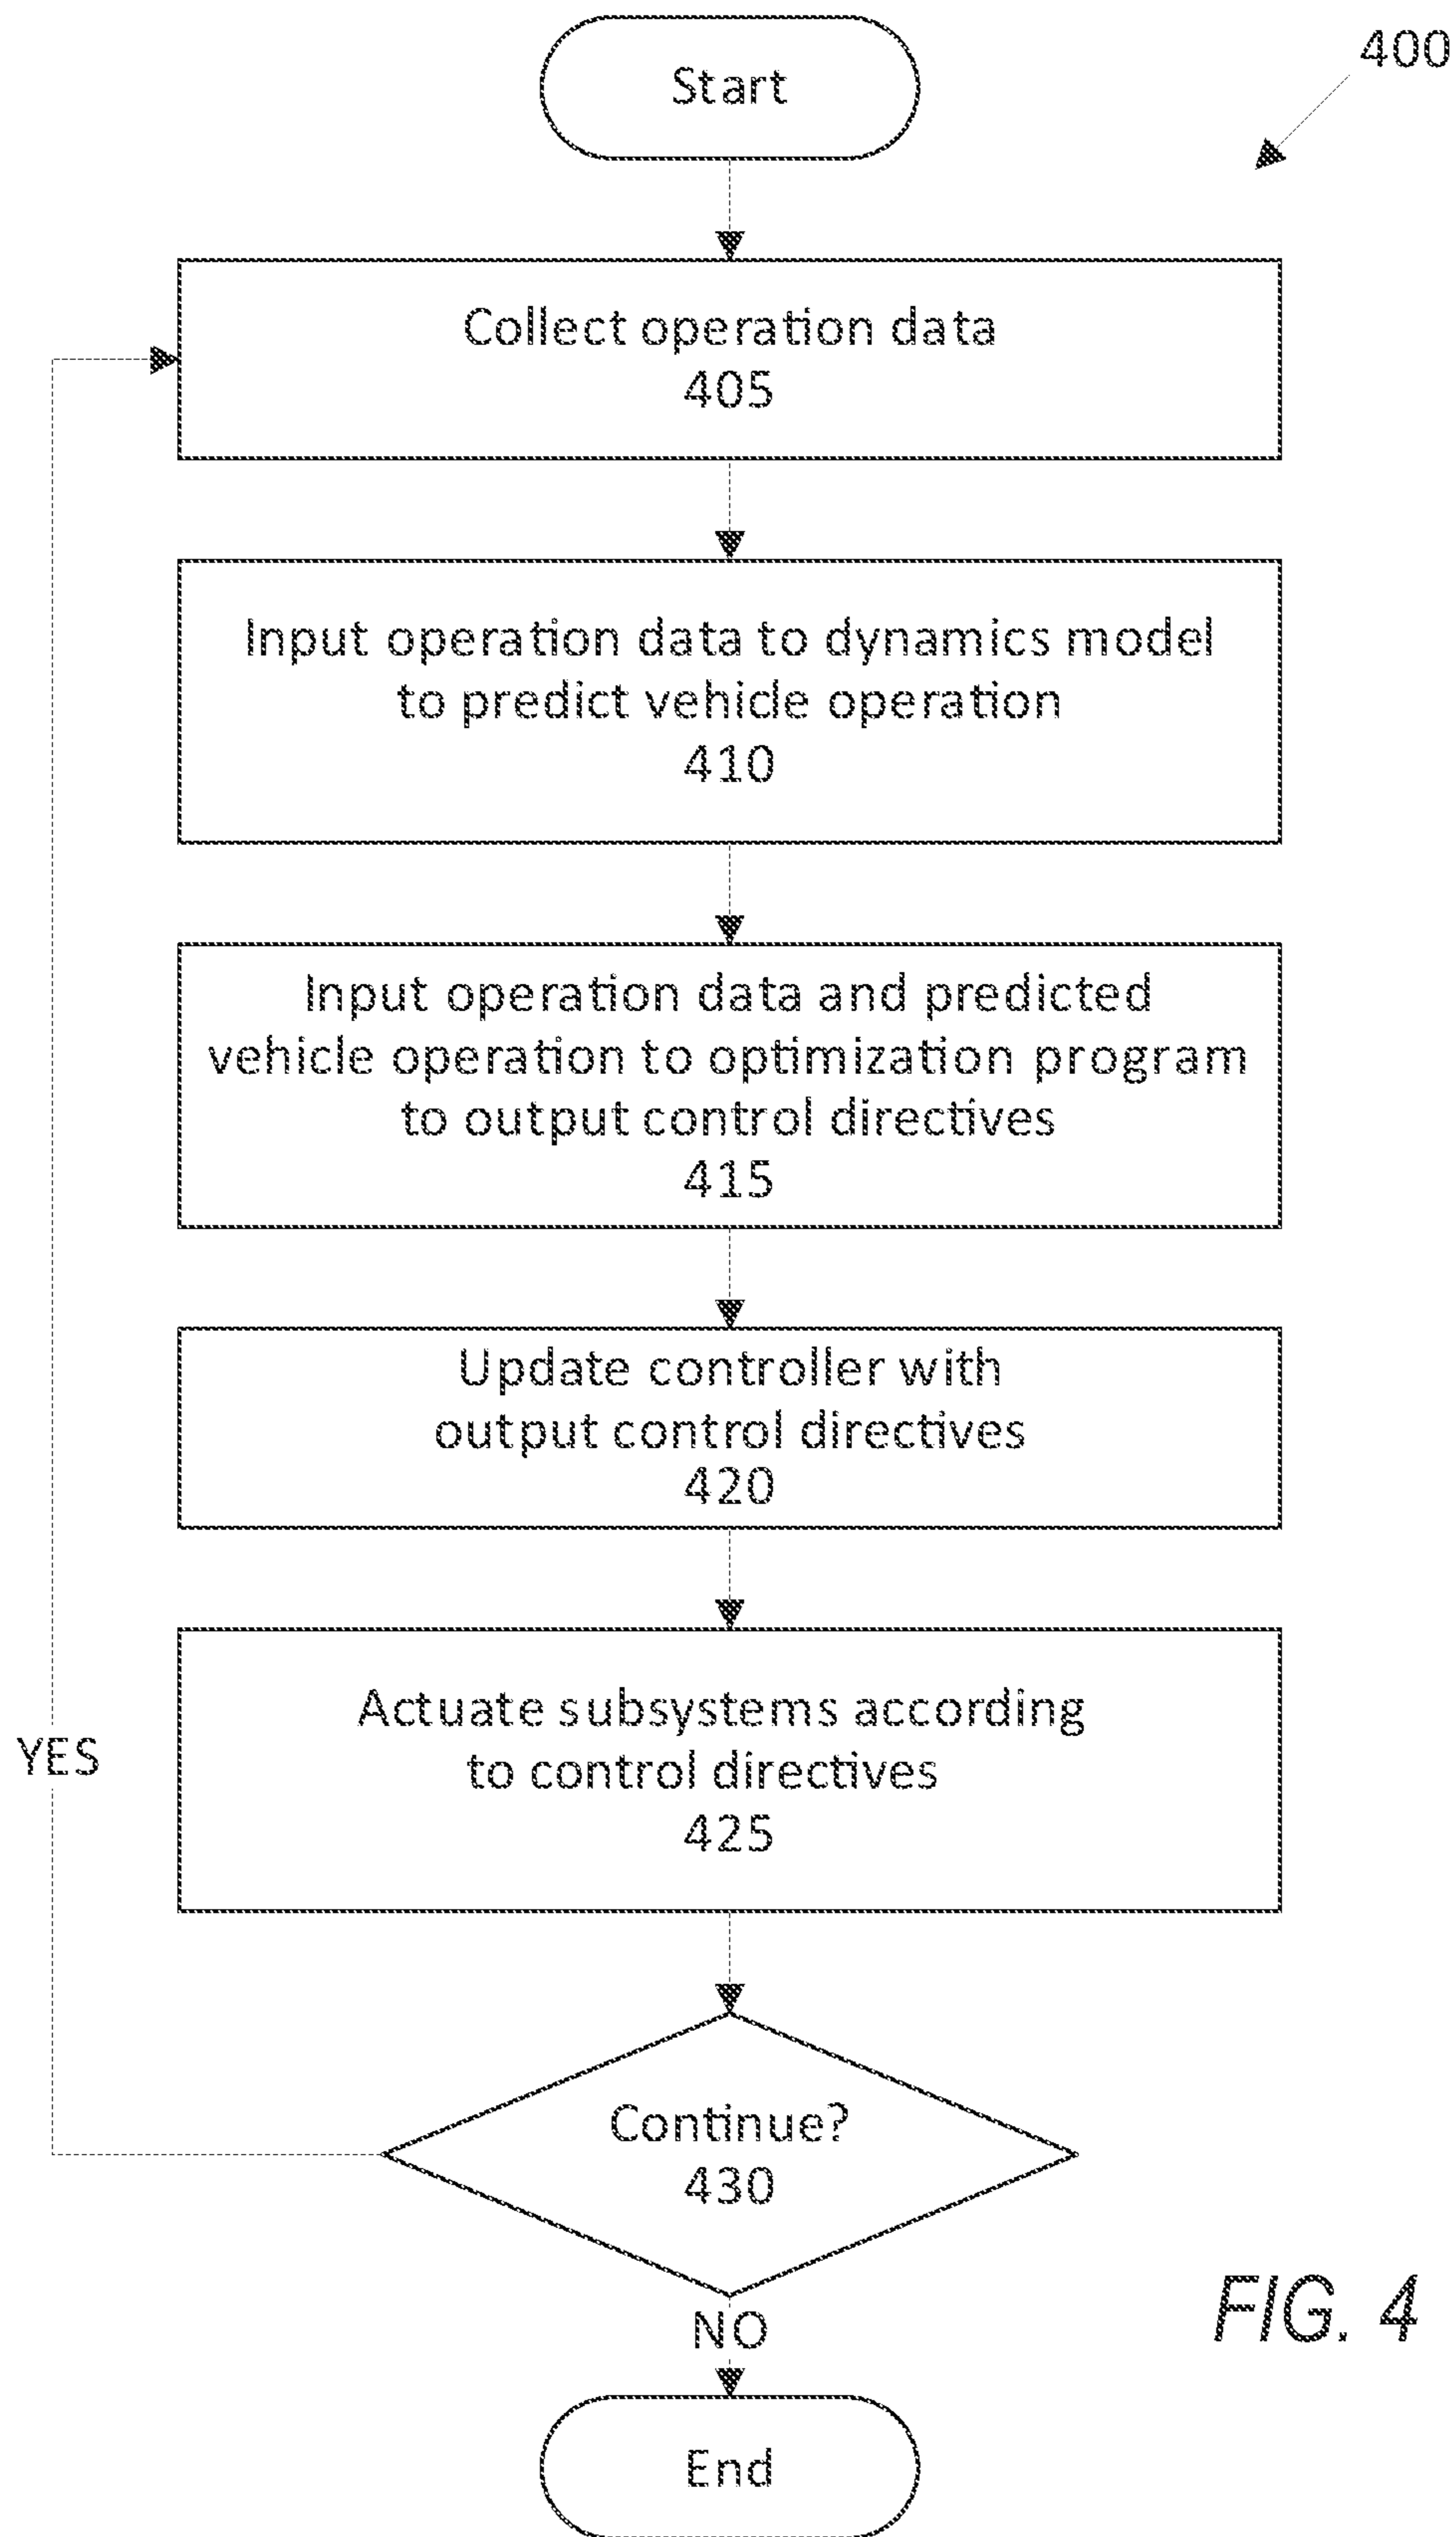 400
Start
Collect operation data
405
Input operation data to dynamics model
to predict vehicle operation
410
Input operation data and predicted
vehicle operation to optimization program
to output control directives
415
Update controller with
output control directives
420
Actuate subsystems according
to control directives
425
YES
Continue?
430
NO
FIG. 4
End